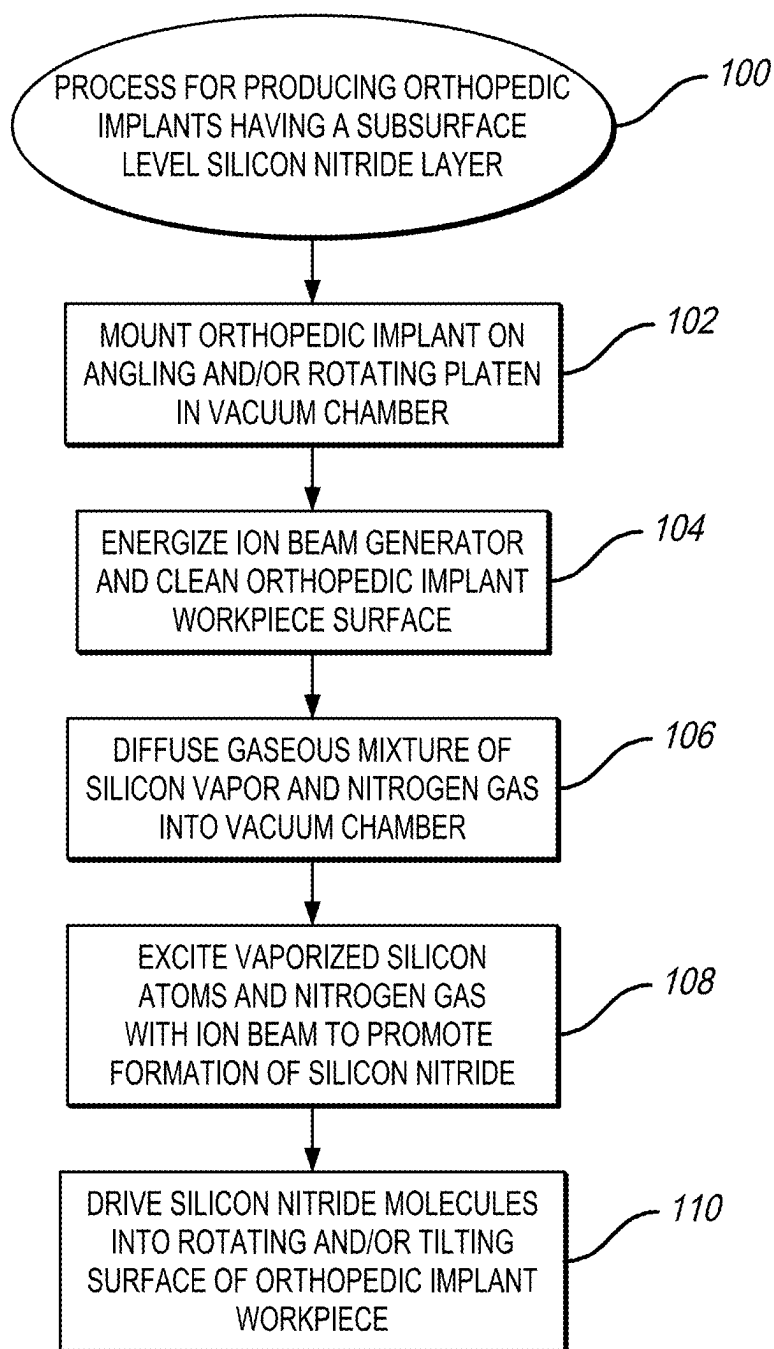 PROCESS FOR PRODUCING ORTHOPEDIC
IMPLANTS HAVING A SUBSURFACE
LEVEL SILICON NITRIDE LAYER
100
MOUNT ORTHOPEDIC IMPLANT ON
ANGLING AND/OR ROTATING PLATEN
IN VACUUM CHAMBER
102
ENERGIZE ION BEAM GENERATOR
AND CLEAN ORTHOPEDIC IMPLANT
WORKPIECE SURFACE
104
DIFFUSE GASEOUS MIXTURE OF
SILICON VAPOR AND NITROGEN GAS
INTO VACUUM CHAMBER
106
EXCITE VAPORIZED SILICON
ATOMS AND NITROGEN GAS
WITH ION BEAM TO PROMOTE
FORMATION OF SILICON NITRIDE
108
DRIVE SILICON NITRIDE MOLECULES
INTO ROTATING AND/OR TILTING
SURFACE OF ORTHOPEDIC IMPLANT
WORKPIECE
110